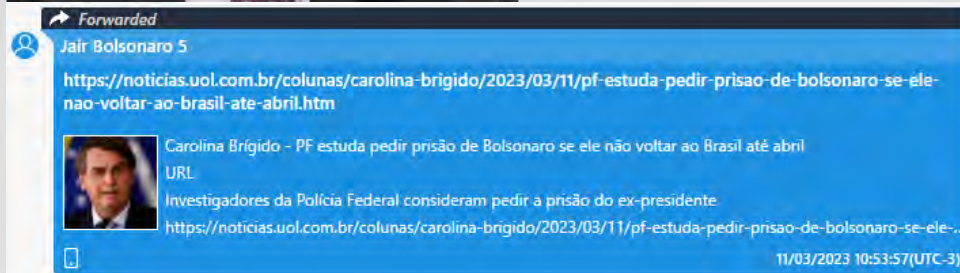 Forwarded
Jair Bolsonaro 5
https://noticias.uol.com.br/colunas/carolina-brigido/2023/03/11/pf-estuda-pedir-prisao-de-bolsonaro-se-ele-
nao-voltar-ao-brasil-ate-abril.htm
Carolina Brígido - PF estuda pedir prisão de Bolsonaro se ele não voltar ao Brasil até abril
URL
Investigadores da Polícia Federal consideram pedir a prisão do ex-presidente
https://noticias.uol.com.br/colunas/carolina-brigido/2023/03/11/pf-estuda-pedir-prisao-de-bolsonaro-se-ele-...
11/03/2023 10:53:57(UTC-3)